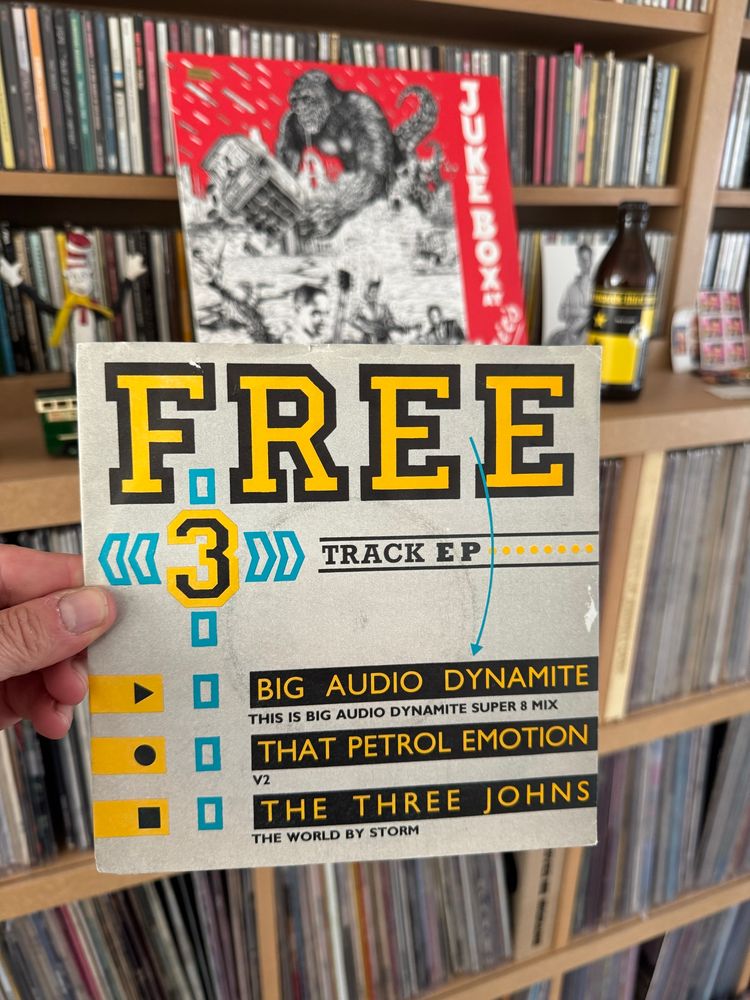 JUKE BOX AT
FREE
3
TRACK EP
BIG AUDIO DYNAMITE
THIS IS BIG AUDIO DYNAMITE SUPER 8 MIX
THAT PETROL EMOTION
V2
THE THREE JOHNS
THE WORLD BY STORM